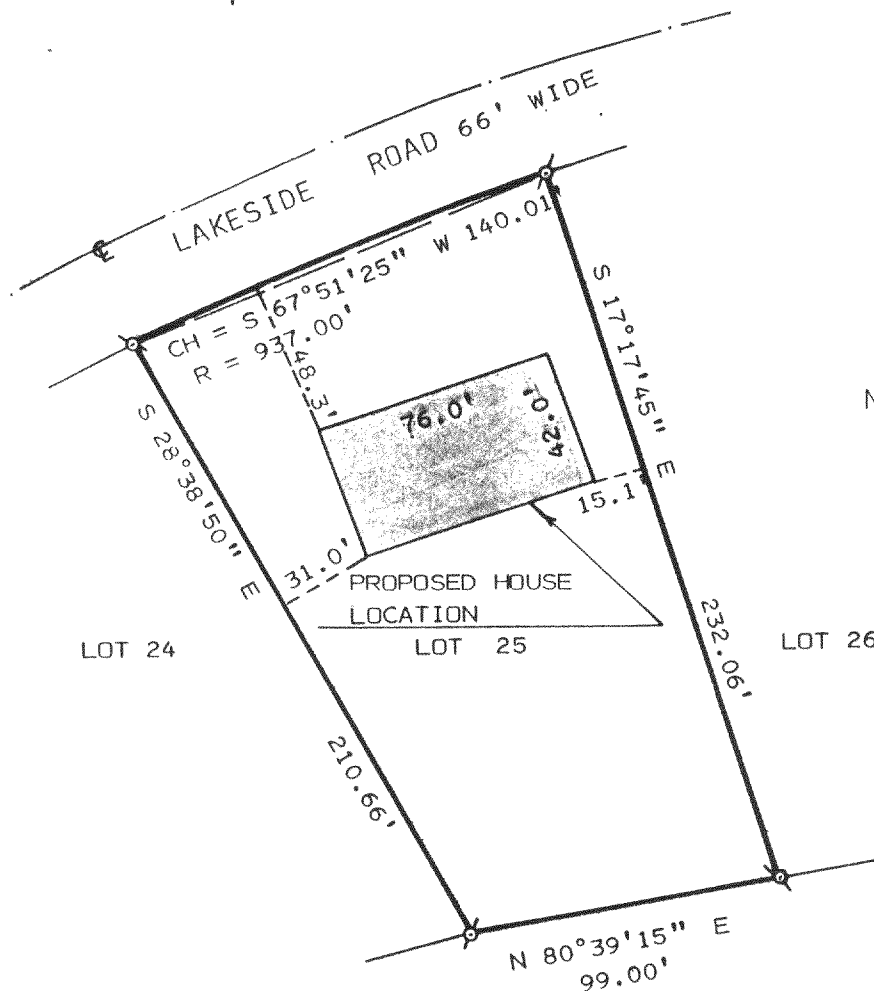 LAKESIDE ROAD 66' WIDE
CH = S 67°51'25" W 140.01
R = 937.00'
48.3'
S 28°38'50" E
S 17°17'45" E
76.0'
42.0'
15.1'
31.0'
PROPOSED HOUSE
LOCATION
LOT 24
LOT 25
LOT 26
232.06'
210.66'
N 80°39'15" E
99.00'
N